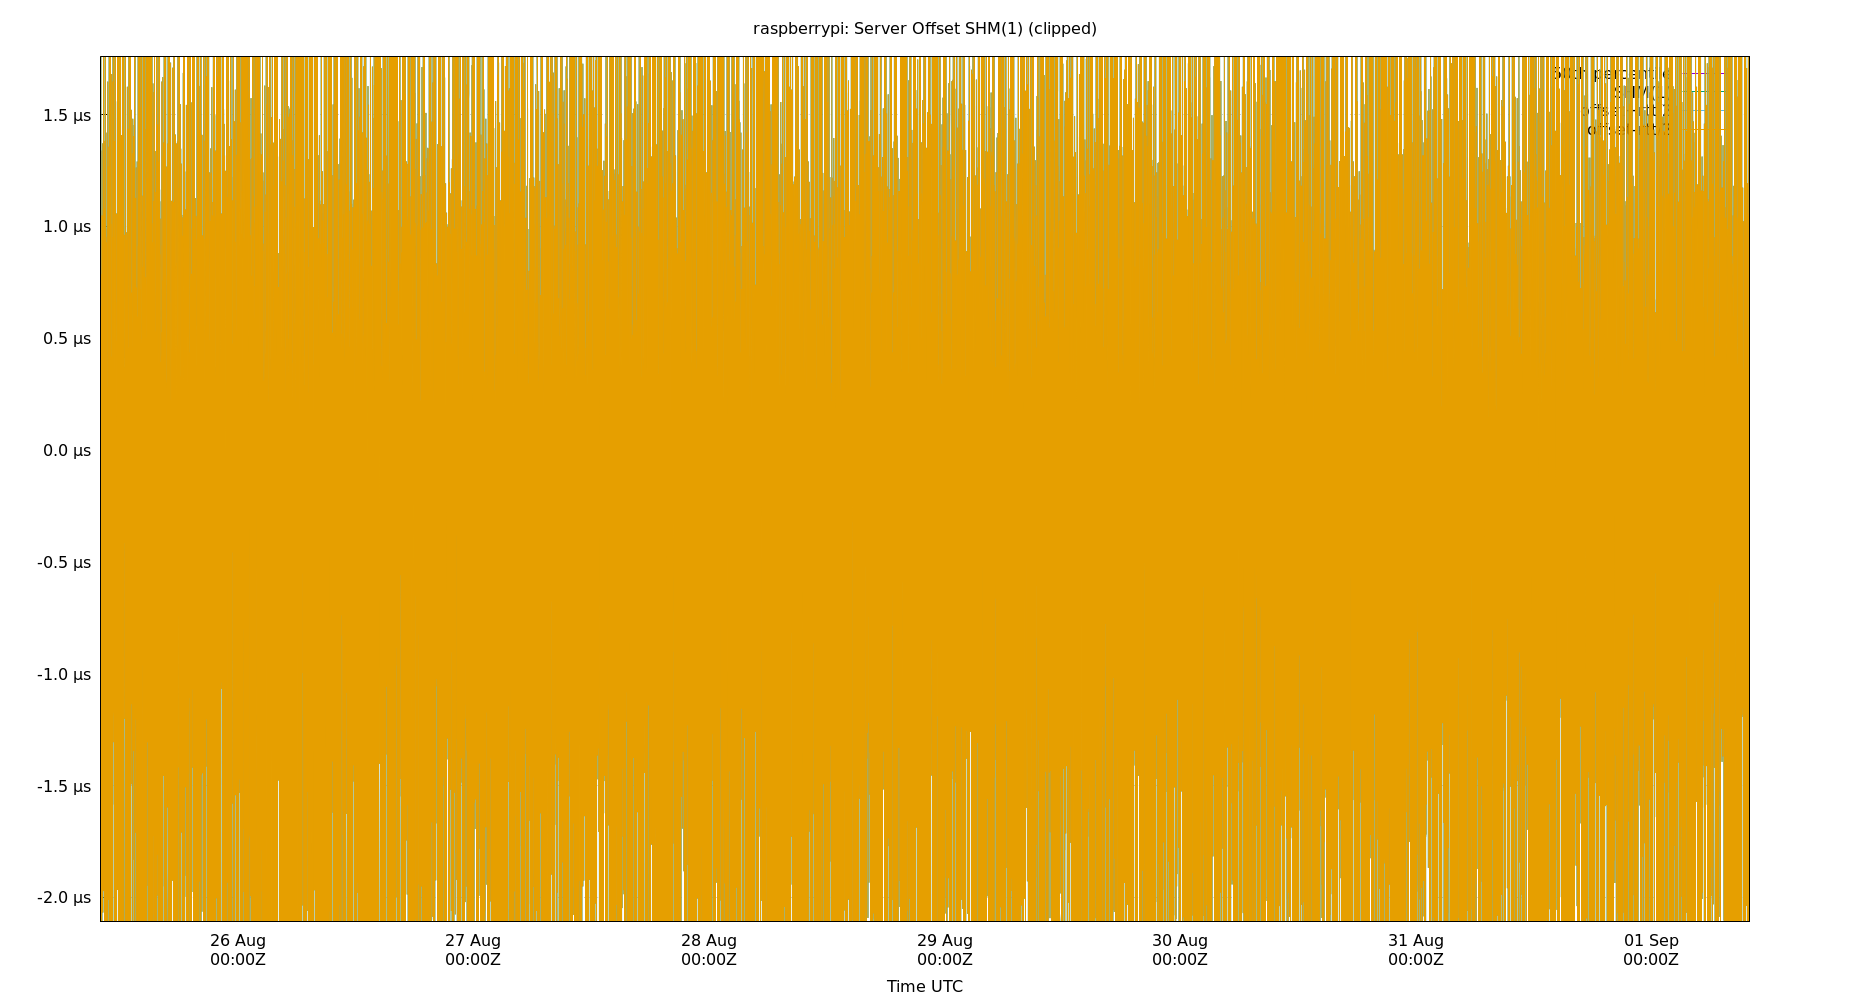 raspberrypi: Server Offset SHM(1) (clipped)
1.5 µs
1.0 µs
0.5 µs
0.0 µs
-0.5 µs
-1.0 µs
-1.5 µs
-2.0 µs
26 Aug 27 Aug 28 Aug 29 Aug 30 Aug 31 Aug 01 Sep
00:00Z 00:00Z 00:00Z 00:00Z 00:00Z 00:00Z 00:00Z
Time UTC